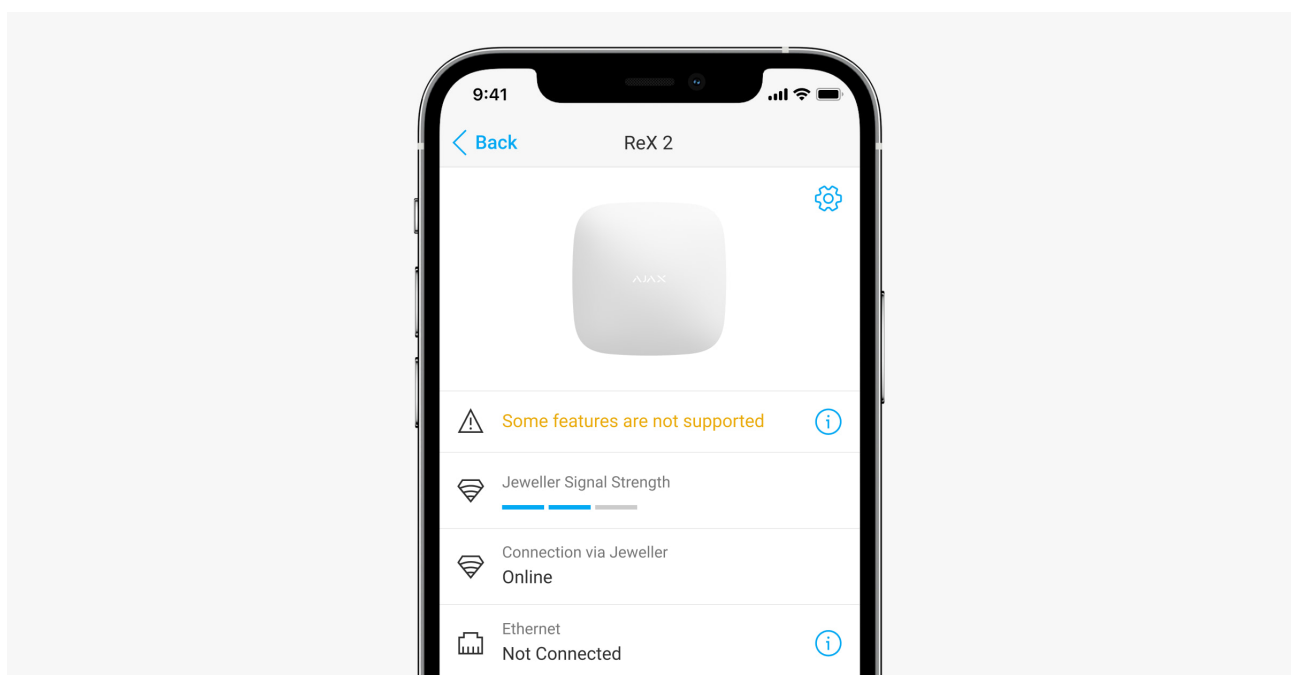 9:41
Back
ReX 2
AJAX
Some features are not supported
Jeweller Signal Strength
Connection via Jeweller
Online
Ethernet
Not Connected